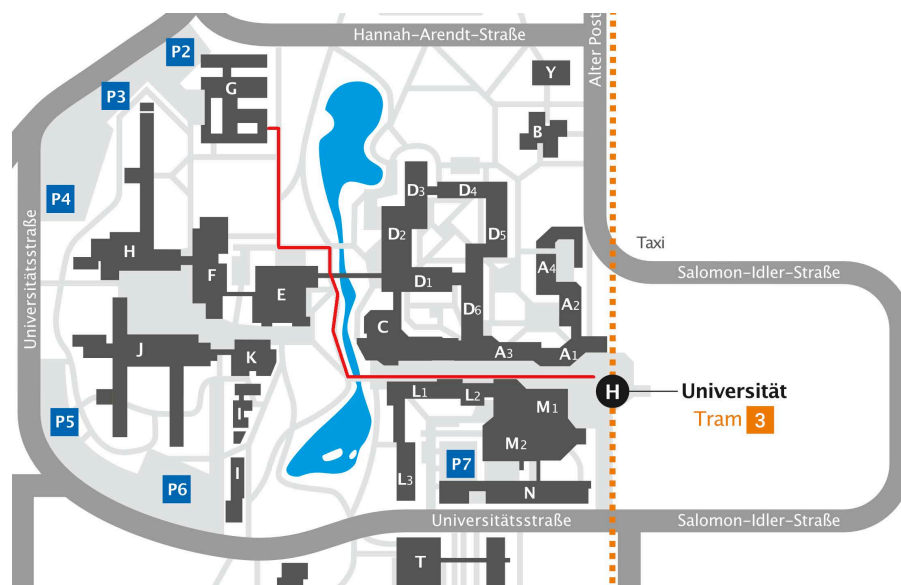 Hannah-Arendt-Straße
Alter Post
P2
G
Y
P3
B
P4
D3
D4
D2
D5
H
F
Taxi
A4
Salomon-Idler-Straße
D1
E
A2
D6
Universitätsstraße
C
J
K
A3
A1
L1
L2
H
Universität
M1
Tram 3
P5
I
M2
P7
L3
I
P6
N
Universitätsstraße
Salomon-Idler-Straße
T